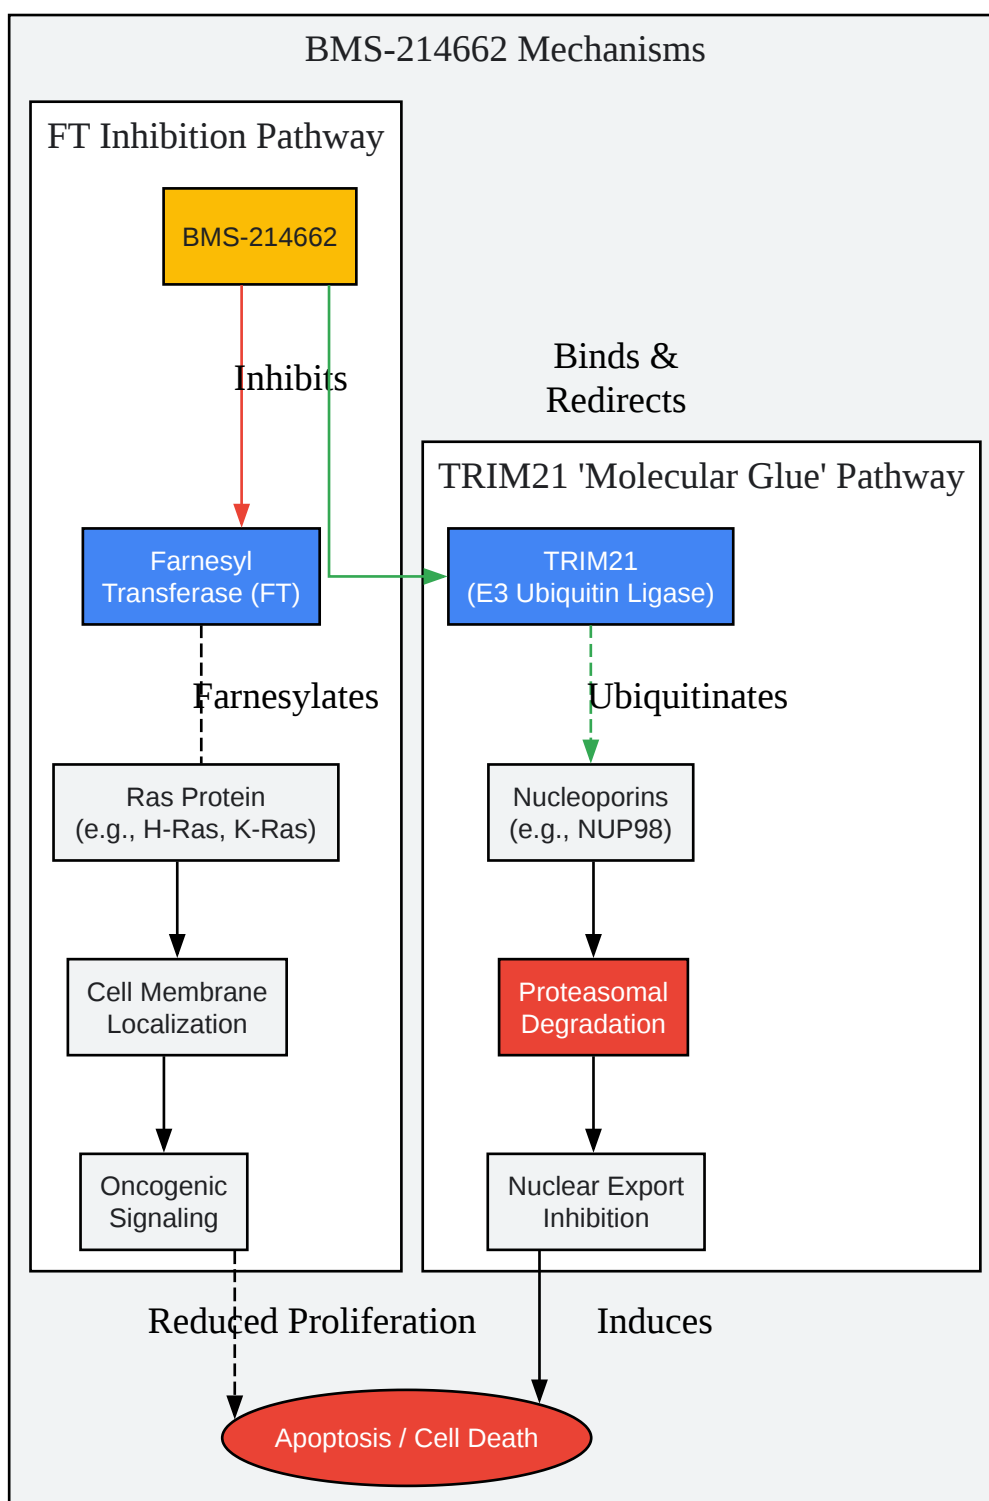 BMS-214662 Mechanisms
FT Inhibition Pathway
BMS-214662
Inhibits
Binds &
Redirects
TRIM21 'Molecular Glue' Pathway
Farnesyl
Transferase (FT)
TRIM21
(E3 Ubiquitin Ligase)
Farnesylates
Ubiquitinates
Ras Protein
(e.g., H-Ras, K-Ras)
Nucleoporins
(e.g., NUP98)
Cell Membrane
Localization
Proteasomal
Degradation
Oncogenic
Signaling
Nuclear Export
Inhibition
Reduced Proliferation
Induces
Apoptosis / Cell Death